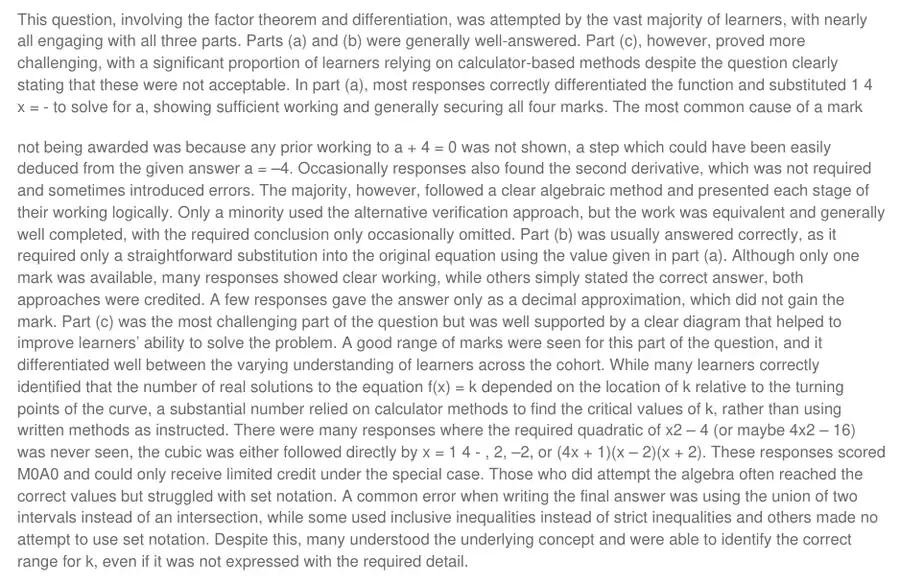 This question, involving the factor theorem and differentiation, was attempted by the vast majority of learners, with nearly
all engaging with all three parts. Parts (a) and (b) were generally well-answered. Part (c), however, proved more
challenging, with a significant proportion of learners relying on calculator-based methods despite the question clearly
stating that these were not acceptable. In part (a), most responses correctly differentiated the function and substituted 1 4
x = - to solve for a, showing sufficient working and generally securing all four marks. The most common cause of a mark
not being awarded was because any prior working to a + 4 = 0 was not shown, a step which could have been easily
deduced from the given answer a = –4. Occasionally responses also found the second derivative, which was not required
and sometimes introduced errors. The majority, however, followed a clear algebraic method and presented each stage of
their working logically. Only a minority used the alternative verification approach, but the work was equivalent and generally
well completed, with the required conclusion only occasionally omitted. Part (b) was usually answered correctly, as it
required only a straightforward substitution into the original equation using the value given in part (a). Although only one
mark was available, many responses showed clear working, while others simply stated the correct answer, both
approaches were credited. A few responses gave the answer only as a decimal approximation, which did not gain the
mark. Part (c) was the most challenging part of the question but was well supported by a clear diagram that helped to
improve learners’ ability to solve the problem. A good range of marks were seen for this part of the question, and it
differentiated well between the varying understanding of learners across the cohort. While many learners correctly
identified that the number of real solutions to the equation f(x) = k depended on the location of k relative to the turning
points of the curve, a substantial number relied on calculator methods to find the critical values of k, rather than using
written methods as instructed. There were many responses where the required quadratic of x2 – 4 (or maybe 4x2 – 16)
was never seen, the cubic was either followed directly by x = 1 4 - , 2, –2, or (4x + 1)(x – 2)(x + 2). These responses scored
M0A0 and could only receive limited credit under the special case. Those who did attempt the algebra often reached the
correct values but struggled with set notation. A common error when writing the final answer was using the union of two
intervals instead of an intersection, while some used inclusive inequalities instead of strict inequalities and others made no
attempt to use set notation. Despite this, many understood the underlying concept and were able to identify the correct
range for k, even if it was not expressed with the required detail.